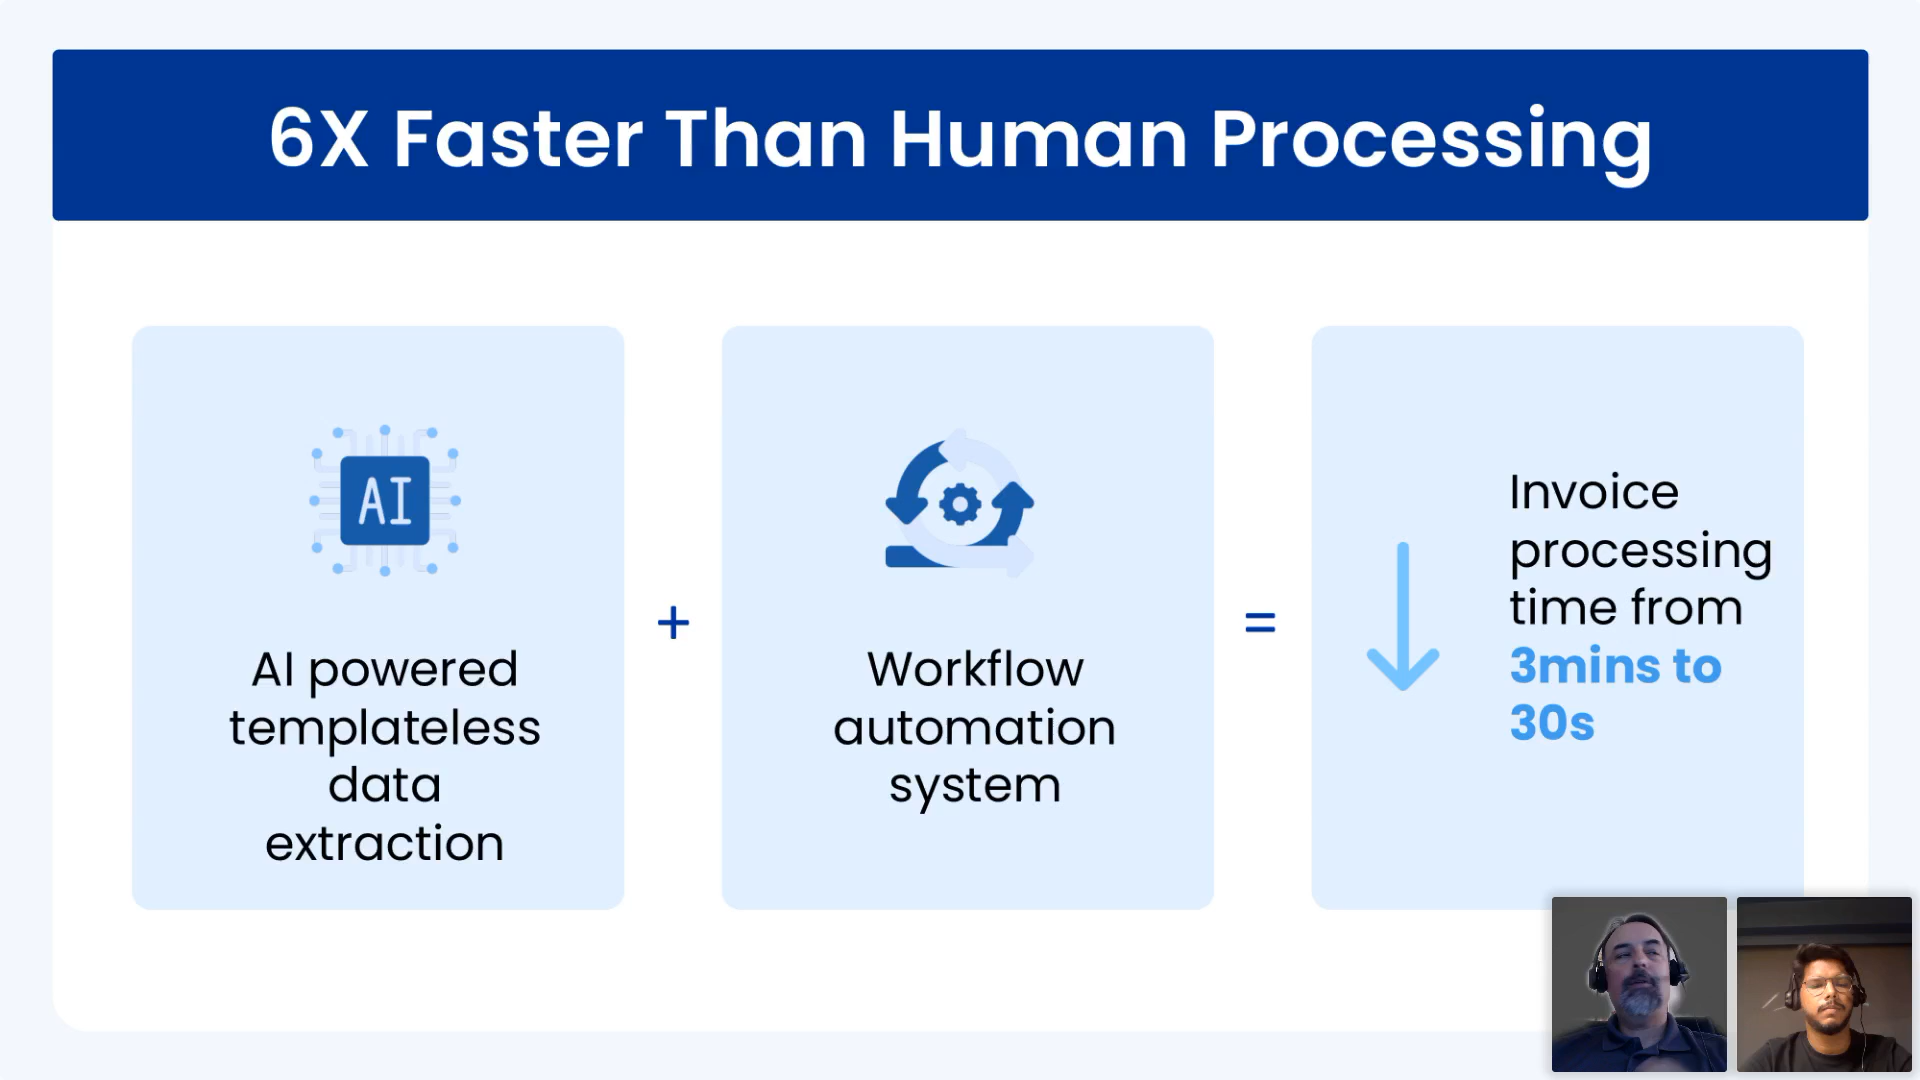 6X Faster Than Human Processing
AI
AI powered
templateless
data
extraction
+
Workflow
automation
system
=
Invoice
processing
time from
3mins to
30s